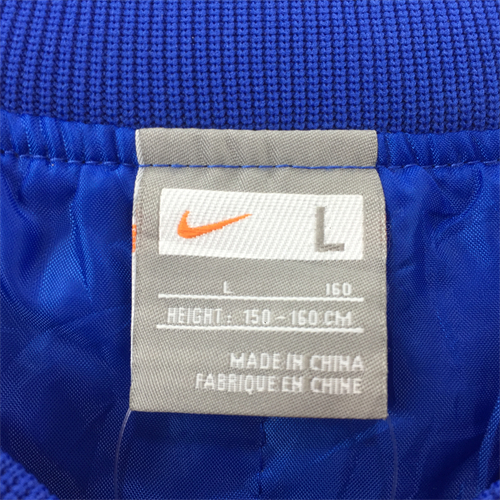 L
L 160
HEIGHT: 150-160 CM
MADE IN CHINA
FABRIQUE EN CHINE